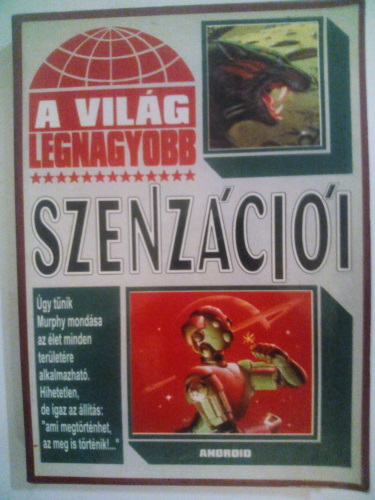 A VILÁG
LEGNAGYOBB
SZENZÁCIÓI
Úgy tűnik
Murphy mondása
az élet minden
területére
alkalmazható.
Hihetetlen,
de igaz az állítás:
"ami megtörténhet,
az meg is történik!..."
ANDROID